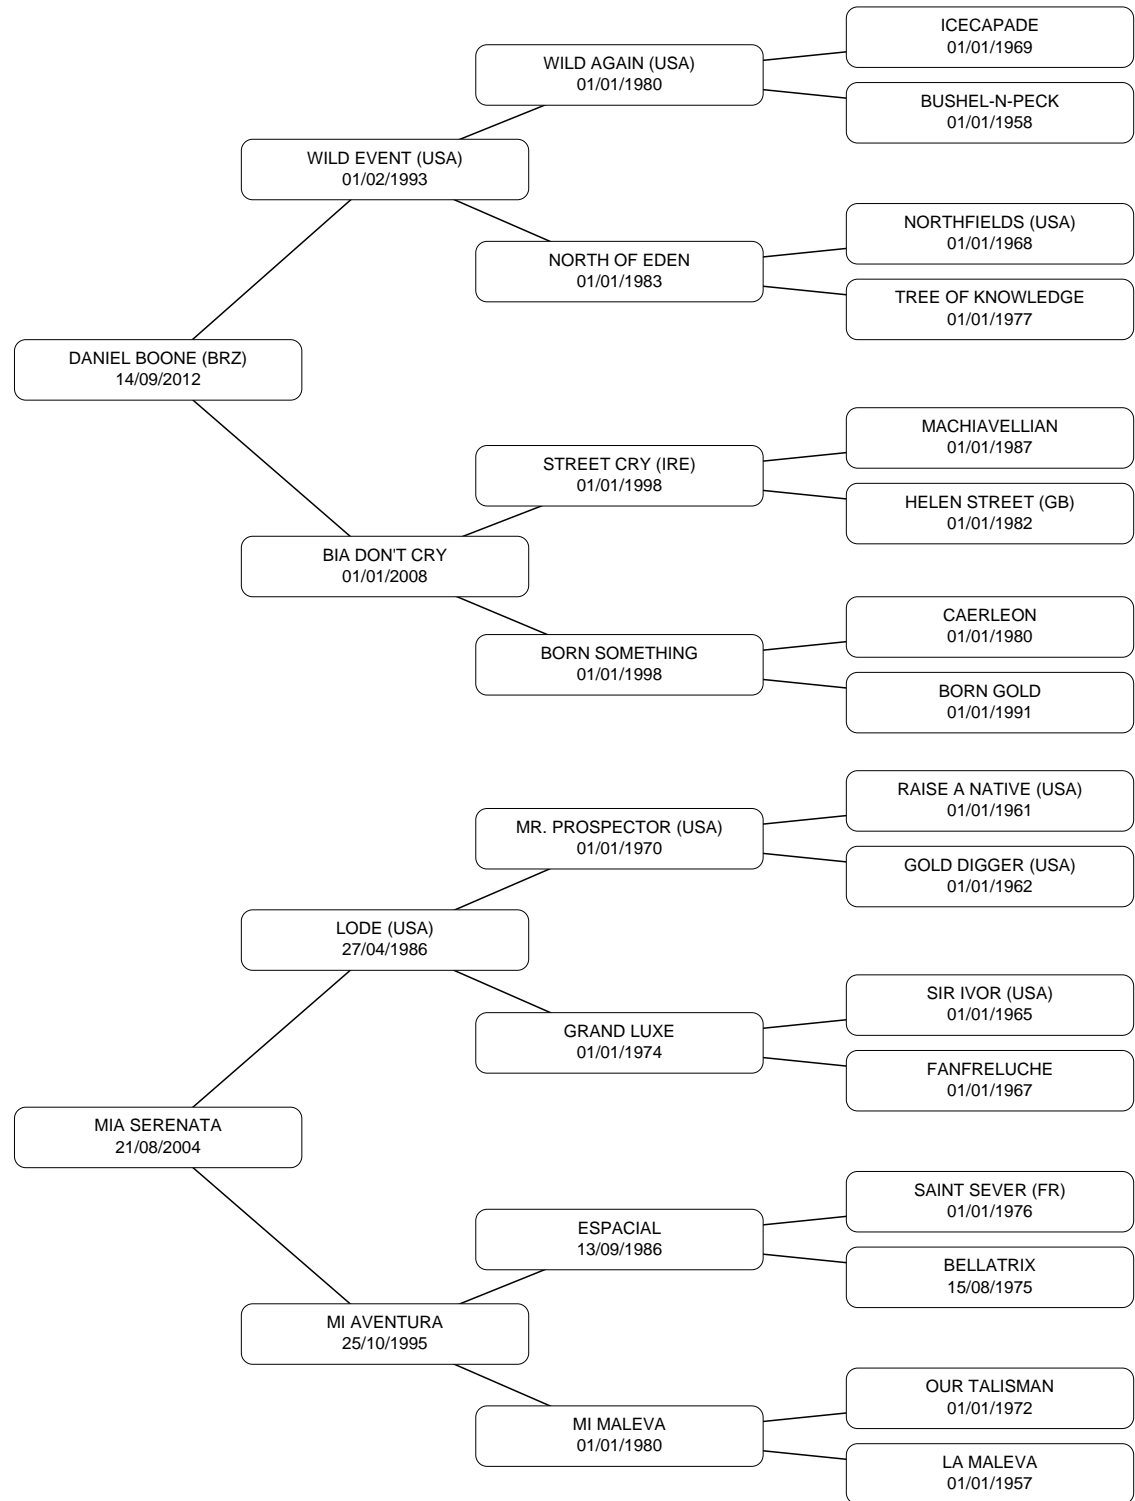 ICECAPADE
01/01/1969
WILD AGAIN (USA)
01/01/1980
BUSHEL-N-PECK
01/01/1958
WILD EVENT (USA)
01/02/1993
NORTHFIELDS (USA)
01/01/1968
NORTH OF EDEN
01/01/1983
TREE OF KNOWLEDGE
01/01/1977
DANIEL BOONE (BRZ)
14/09/2012
MACHIAVELLIAN
01/01/1987
STREET CRY (IRE)
01/01/1998
HELEN STREET (GB)
01/01/1982
BIA DON'T CRY
01/01/2008
CAERLEON
01/01/1980
BORN SOMETHING
01/01/1998
BORN GOLD
01/01/1991
RAISE A NATIVE (USA)
01/01/1961
MR. PROSPECTOR (USA)
01/01/1970
GOLD DIGGER (USA)
01/01/1962
LODE (USA)
27/04/1986
SIR IVOR (USA)
01/01/1965
GRAND LUXE
01/01/1974
FANFRELUCHE
01/01/1967
MIA SERENATA
21/08/2004
SAINT SEVER (FR)
01/01/1976
ESPACIAL
13/09/1986
BELLATRIX
15/08/1975
MI AVENTURA
25/10/1995
OUR TALISMAN
01/01/1972
MI MALEVA
01/01/1980
LA MALEVA
01/01/1957